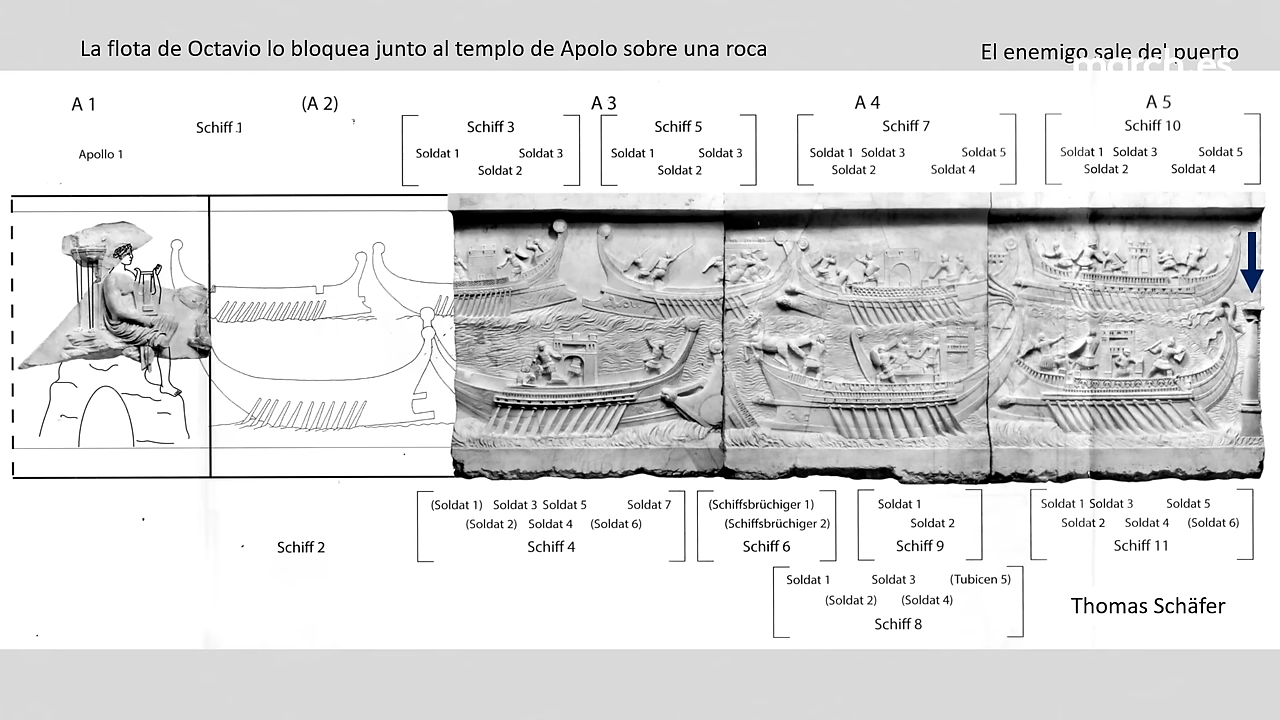 La flota de Octavio lo bloquea junto al templo de Apolo sobre una roca
El enemigo sale del puerto
march.es
A 1
(A 2)
A 3
A 4
A 5
Schiff 1
Schiff 3
Schiff 5
Schiff 7
Schiff 10
Apollo 1
Soldat 1 Soldat 3
Soldat 2
Soldat 1 Soldat 3
Soldat 2
Soldat 1 Soldat 3 Soldat 5
Soldat 2 Soldat 4
Soldat 1 Soldat 3 Soldat 5
Soldat 2 Soldat 4
Schiff 2
(Soldat 1) Soldat 3 Soldat 5 Soldat 7
(Soldat 2) Soldat 4 (Soldat 6)
Schiff 4
(Schiffsbrüchiger 1)
(Schiffsbrüchiger 2)
Schiff 6
Soldat 1
Soldat 2
Schiff 9
Soldat 1 Soldat 3 Soldat 5
Soldat 2 Soldat 4 (Soldat 6)
Schiff 11
Soldat 1 Soldat 3 (Tubicen 5)
(Soldat 2) (Soldat 4)
Schiff 8
Thomas Schäfer